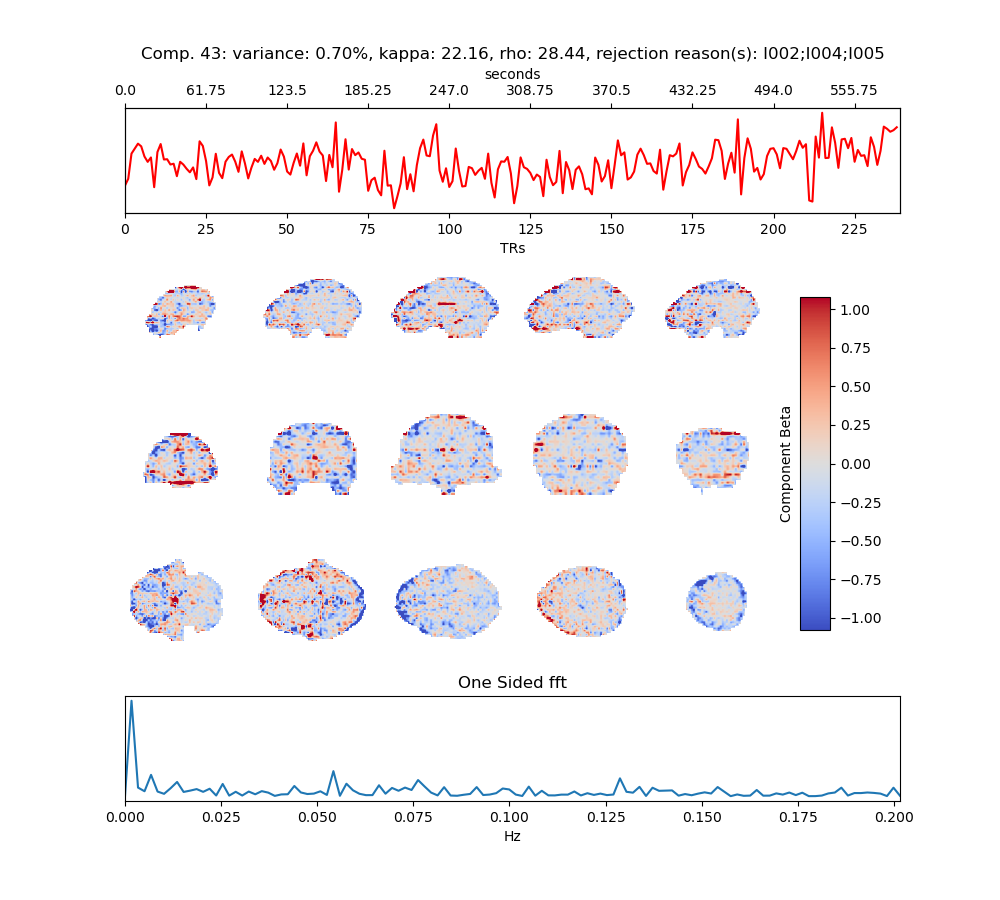 Comp. 43: variance: 0.70%, kappa: 22.16, rho: 28.44, rejection reason(s): I002;I004;I005
seconds
0.0 61.75 123.5 185.25 247.0 308.75 370.5 432.25 494.0 555.75
0 25 50 75 100 125 150 175 200 225
TRs
1.00
0.75
0.50
0.25
0.00
−0.25
−0.50
−0.75
−1.00
Component Beta
One Sided fft
0.000 0.025 0.050 0.075 0.100 0.125 0.150 0.175 0.200
Hz